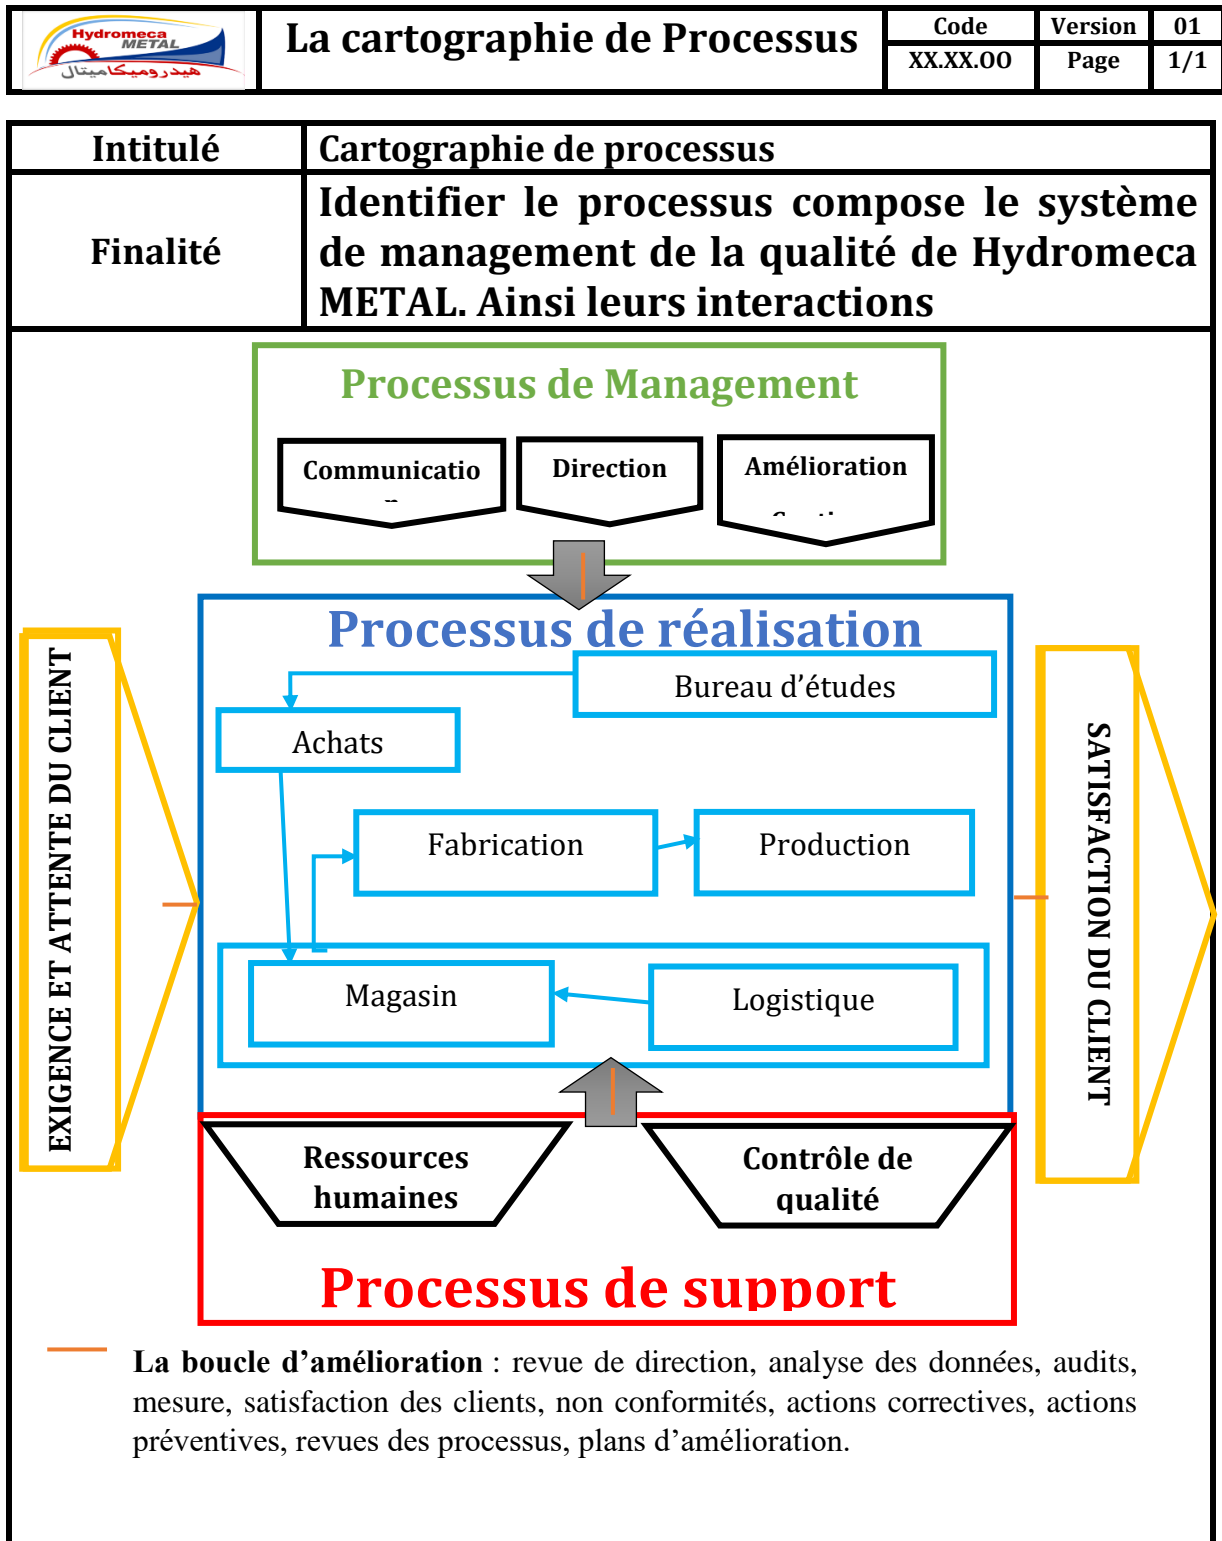 Hydromeca
METAL
هيدروميكاميتال
La cartographie de Processus
Code
Version
01
XX.XX.OO
Page
1/1
Intitulé
Cartographie de processus
Finalité
Identifier le processus compose le système
de management de la qualité de Hydromeca
METAL. Ainsi leurs interactions
Processus de Management
Communicatio
Direction
Amélioration
Processus de réalisation
Bureau d’études
Achats
Fabrication
Production
Magasin
Logistique
EXIGENCE ET ATTENTE DU CLIENT
SATISFACTION DU CLIENT
Ressources
humaines
Contrôle de
qualité
Processus de support
La boucle d’amélioration : revue de direction, analyse des données, audits,
mesure, satisfaction des clients, non conformités, actions correctives, actions
préventives, revues des processus, plans d’amélioration.